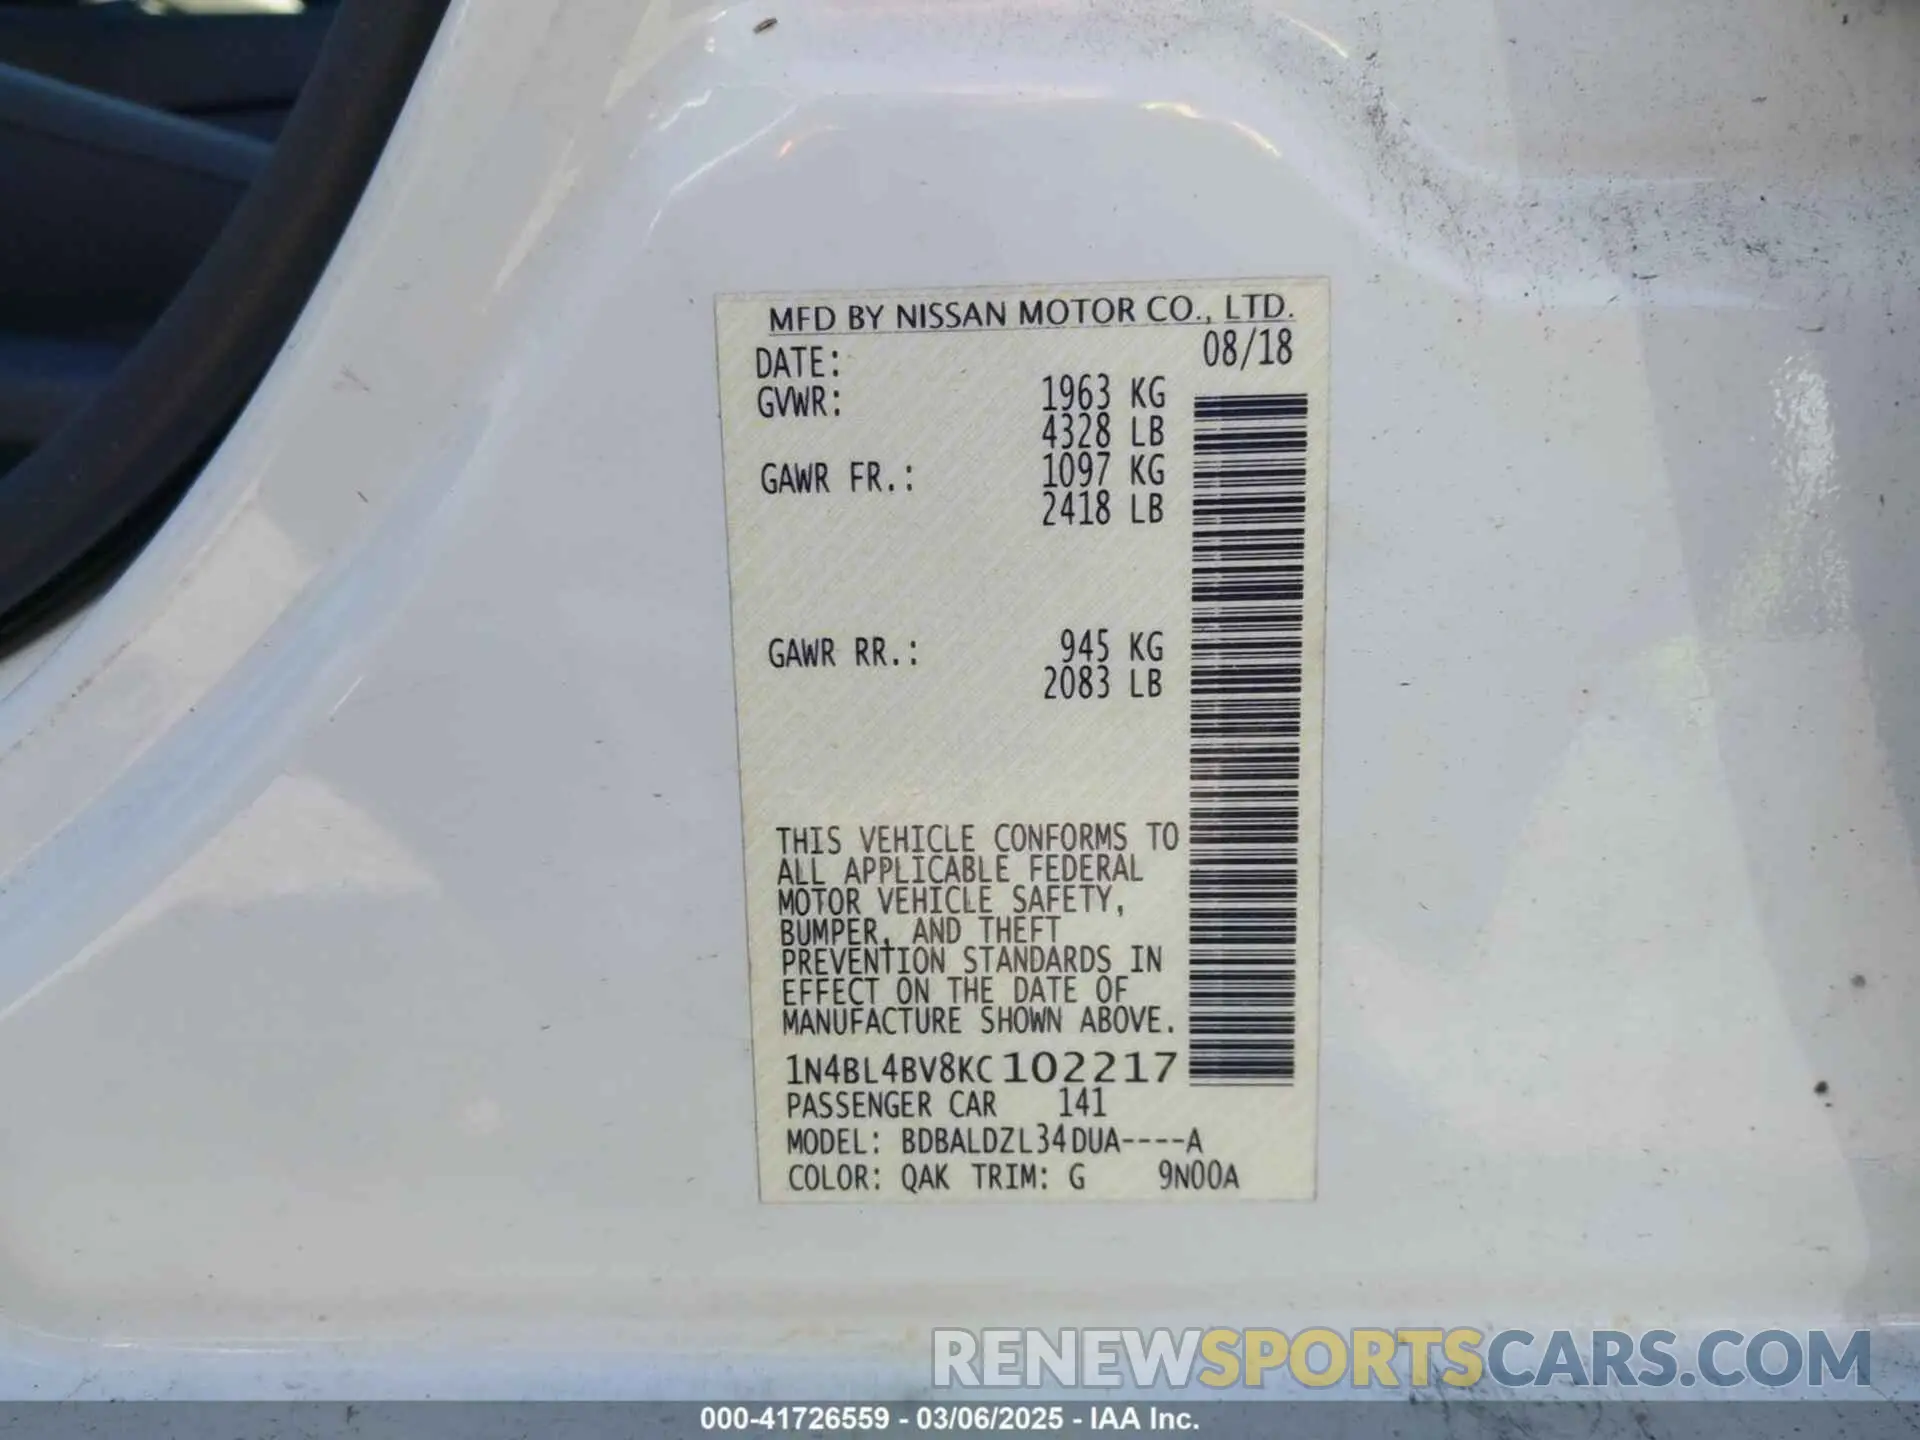 MFD BY NISSAN MOTOR CO., LTD.
DATE: 08/18
GVWR: 1963 KG
4328 LB
GAWR FR.: 1097 KG
2418 LB
GAWR RR.: 945 KG
2083 LB
THIS VEHICLE CONFORMS TO
ALL APPLICABLE FEDERAL
MOTOR VEHICLE SAFETY,
BUMPER, AND THEFT
PREVENTION STANDARDS IN
EFFECT ON THE DATE OF
MANUFACTURE SHOWN ABOVE.
1N4BL4BV8KC102217
PASSENGER CAR 141
MODEL: BDBALDZL34DUA----A
COLOR: QAK TRIM: G 9N00A
RENEWSPORTSCARS.COM
000-41726559 - 03/06/2025 - IAA Inc.